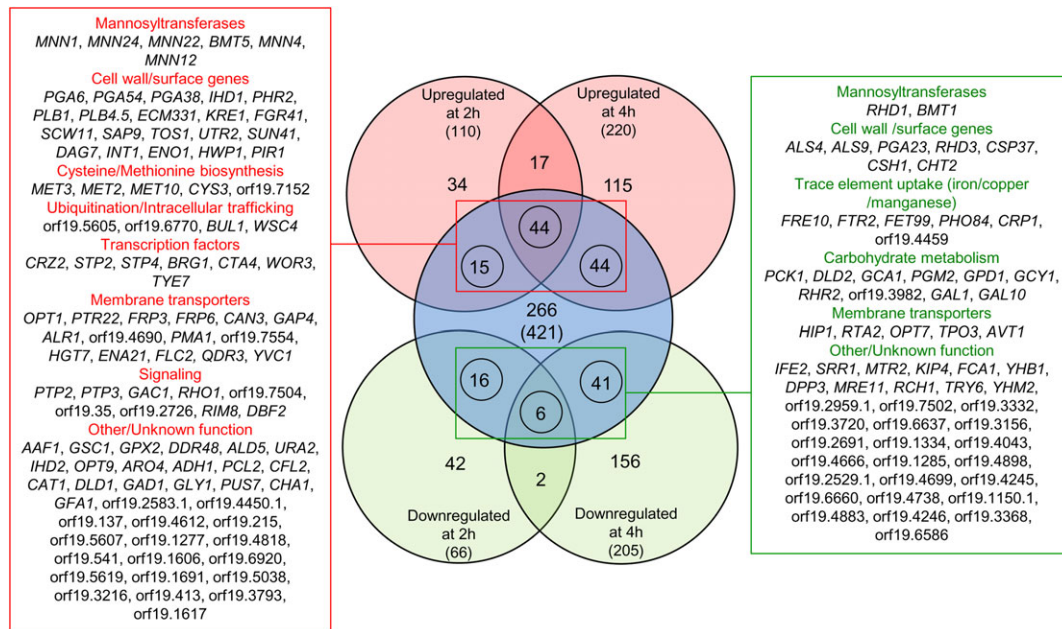 Mannosyltransferases
MNN1, MNN24, MNN22, BMT5, MNN4,
MNN12
Cell wall/surface genes
PGA6, PGA54, PGA38, IHD1, PHR2,
PLB1, PLB4.5, ECM331, KRE1, FGR41,
SCW11, SAP9, TOS1, UTR2, SUN41,
DAG7, INT1, ENO1, HWP1, PIR1
Cysteine/Methionine biosynthesis
MET3, MET2, MET10, CYS3, orf19.7152
Ubiquitination/Intracellular trafficking
orf19.5605, orf19.6770, BUL1, WSC4
Transcription factors
CRZ2, STP2, STP4, BRG1, CTA4, WOR3,
TYE7
Membrane transporters
OPT1, PTR22, FRP3, FRP6, CAN3, GAP4,
ALR1, orf19.4690, PMA1, orf19.7554,
HGT7, ENA21, FLC2, QDR3, YVC1
Signaling
PTP2, PTP3, GAC1, RHO1, orf19.7504,
orf19.35, orf19.2726, RIM8, DBF2
Other/Unknown function
AAF1, GSC1, GPX2, DDR48, ALD5, URA2,
IHD2, OPT9, ARO4, ADH1, PCL2, CFL2,
CAT1, DLD1, GAD1, GLY1, PUS7, CHA1,
GFA1, orf19.2583.1, orf19.4450.1,
orf19.137, orf19.4612, orf19.215,
orf19.5607, orf19.1277, orf19.4818,
orf19.541, orf19.1606, orf19.6920,
orf19.5619, orf19.1691, orf19.5038,
orf19.3216, orf19.413, orf19.3793,
orf19.1617
Upregulated
at 2h
(110)
Upregulated
at 4h
(220)
17
34
115
44
15
44
266
(421)
16
41
6
42
156
2
Downregulated
at 2h
(66)
Downregulated
at 4h
(205)
Mannosyltransferases
RHD1, BMT1
Cell wall /surface genes
ALS4, ALS9, PGA23, RHD3, CSP37,
CSH1, CHT2
Trace element uptake (iron/copper
/manganese)
FRE10, FTR2, FET99, PHO84, CRP1,
orf19.4459
Carbohydrate metabolism
PCK1, DLD2, GCA1, PGM2, GPD1, GCY1,
RHR2, orf19.3982, GAL1, GAL10
Membrane transporters
HIP1, RTA2, OPT7, TPO3, AVT1
Other/Unknown function
IFE2, SRR1, MTR2, KIP4, FCA1, YHB1,
DPP3, MRE11, RCH1, TRY6, YHM2,
orf19.2959.1, orf19.7502, orf19.3332,
orf19.3720, orf19.6637, orf19.3156,
orf19.2691, orf19.1334, orf19.4043,
orf19.4666, orf19.1285, orf19.4898,
orf19.2529.1, orf19.4699, orf19.4245,
orf19.6660, orf19.4738, orf19.1150.1,
orf19.4883, orf19.4246, orf19.3368,
orf19.6586